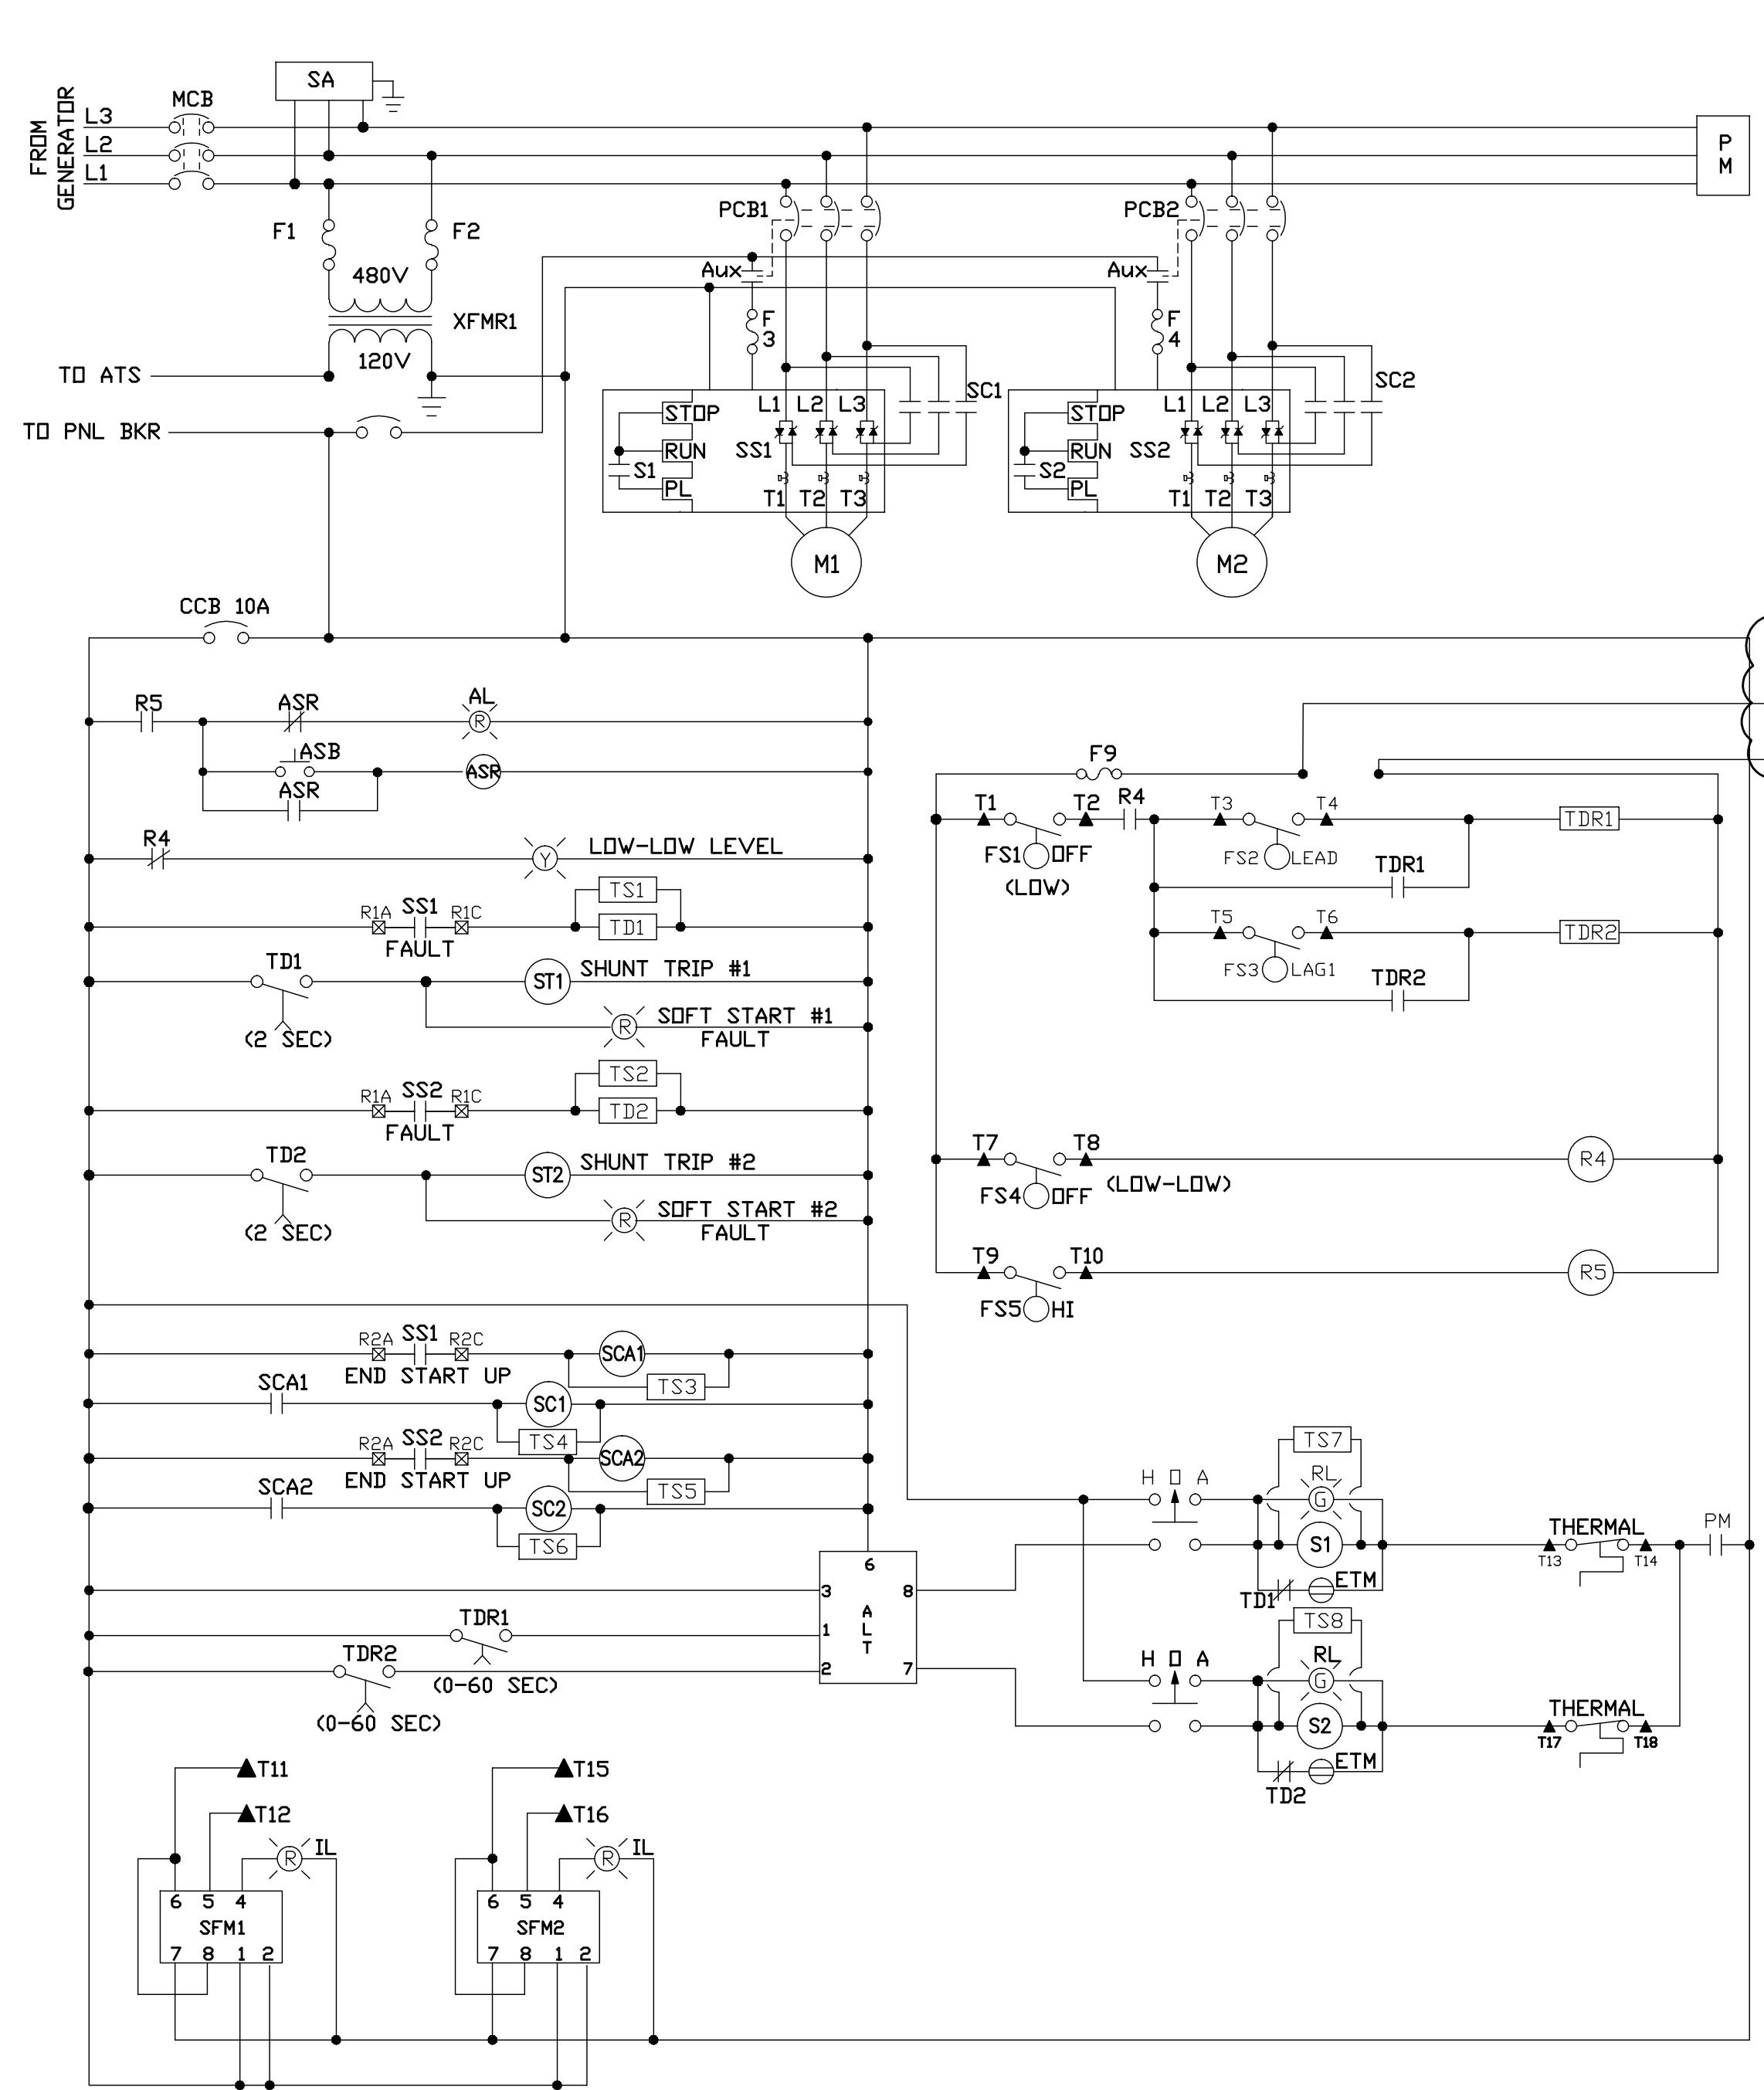 SA
MCB
FROM
GENERATOR
L3
L2
L1
P
M
PCB1
PCB2
F1
F2
480V
XFMR1
120V
Aux
Aux
F
3
F
4
TO ATS
TO PNL BKR
STOP
RUN
S1
PL
L1 L2 L3
SS1
T1 T2 T3
SC1
M1
STOP
RUN
S2
PL
L1 L2 L3
SS2
T1 T2 T3
SC2
M2
CCB 10A
R5
ASR
AL
R
ASB
ASR
ASR
R4
Y
LOW-LOW LEVEL
R1A SS1 R1C
FAULT
TS1
TD1
TD1
(2 SEC)
ST1
SHUNT TRIP #1
R
SOFT START #1
FAULT
R1A SS2 R1C
FAULT
TS2
TD2
TD2
(2 SEC)
ST2
SHUNT TRIP #2
R
SOFT START #2
FAULT
F9
T1 T2 R4
FS1 OFF
(LOW)
T3 T4
FS2 LEAD
TDR1
TDR1
T5 T6
FS3 LAG1
TDR2
TDR2
T7 T8
FS4 OFF
(LOW-LOW)
R4
T9 T10
FS5 HI
R5
R2A SS1 R2C
END START UP
SCA1
TS3
SCA1
SC1
TS4
R2A SS2 R2C
END START UP
SCA2
TS5
SCA2
SC2
TS6
6
3
8
A
L
T
1
2
7
TDR1
(0-60 SEC)
TDR2
(0-60 SEC)
H O A
TS7
RL
G
S1
TD1
ETM
THERMAL
T13 T14
PM
H O A
TS8
RL
G
S2
TD2
ETM
THERMAL
T17 T18
T11
T12
R
IL
6 5 4
SFM1
7 8 1 2
T15
T16
R
IL
6 5 4
SFM2
7 8 1 2